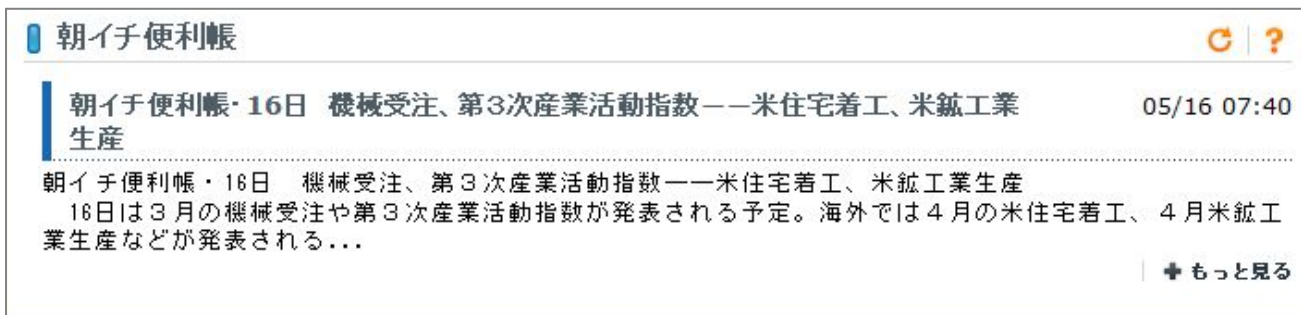 朝イチ便利帳
?
朝イチ便利帳・16日　機械受注、第3次産業活動指数――米住宅着工、米鉱工業
生産
05/16 07:40
朝イチ便利帳・16日　機械受注、第３次産業活動指数――米住宅着工、米鉱工業生産
　16日は３月の機械受注や第３次産業活動指数が発表される予定。海外では４月の米住宅着工、４月米鉱工
業生産などが発表される...
もっと見る